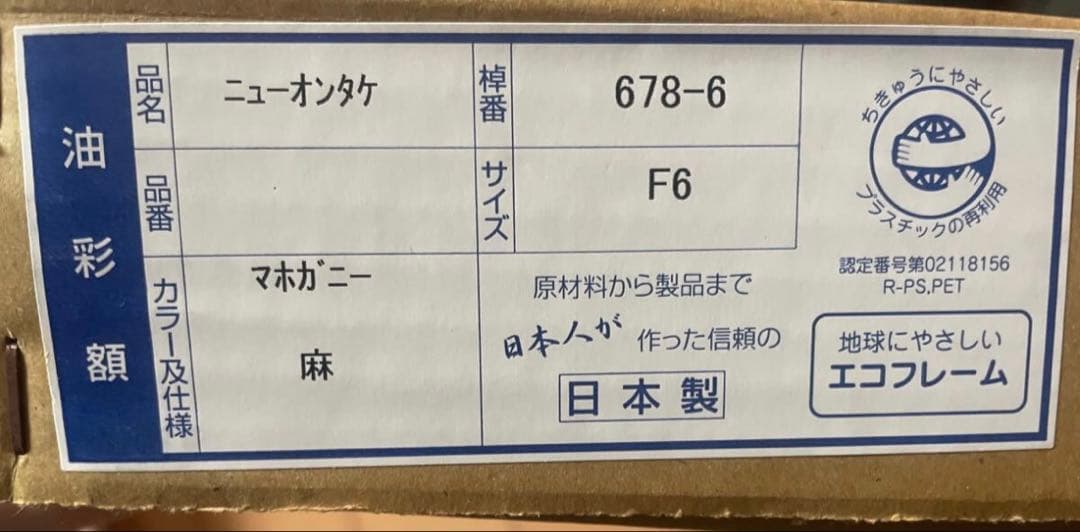 油彩額
品名
ニューオンタケ
棹番
678-6
品番
サイズ
F6
カラー及仕様
マホガニー
麻
原材料から製品まで
日本人が作った信頼の
日本製
ちきゅうにやさしい
プラスチックの再利用
認定番号第02118156
R-PS,PET
地球にやさしい
エコフレーム